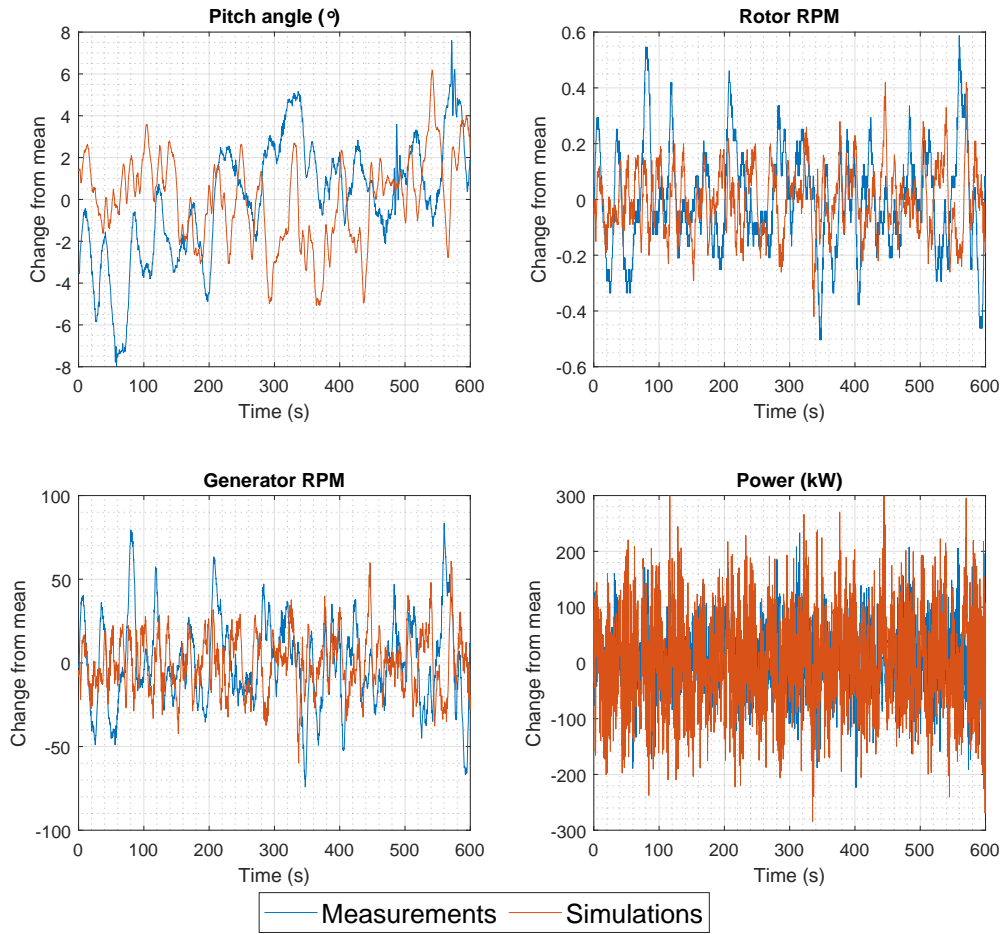 Pitch angle (°)
Change from mean
8
6
4
2
0
-2
-4
-6
-8
0 100 200 300 400 500 600
Time (s)
Rotor RPM
Change from mean
0.6
0.4
0.2
0
-0.2
-0.4
-0.6
0 100 200 300 400 500 600
Time (s)
Generator RPM
Change from mean
100
50
0
-50
-100
0 100 200 300 400 500 600
Time (s)
Power (kW)
Change from mean
300
200
100
0
-100
-200
-300
0 100 200 300 400 500 600
Time (s)
Measurements Simulations